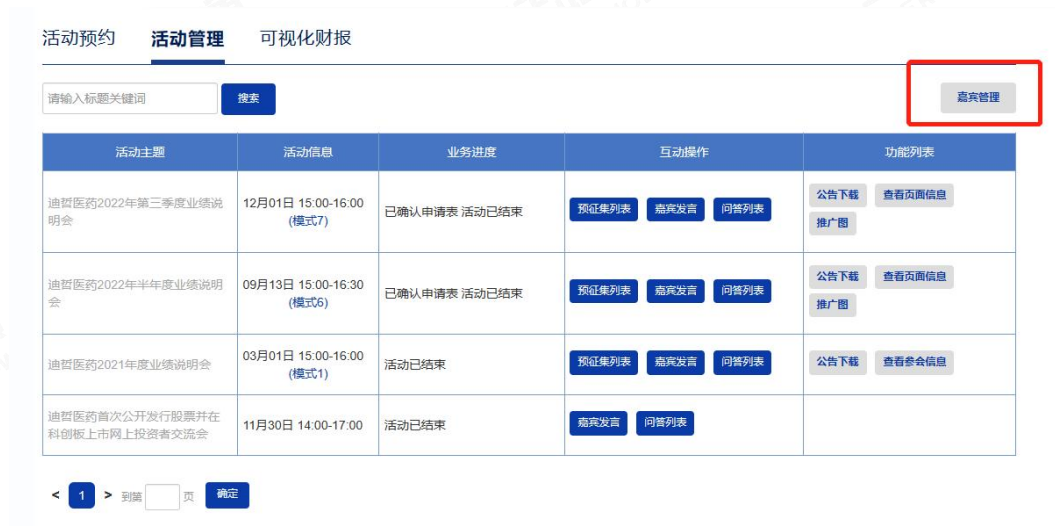 活动预约 活动管理 可视化财报
请输入标题关键词 搜索 嘉宾管理
活动主题 活动信息 业务进度 互动操作 功能列表
迪哲医药2022年第三季度业绩说
明会
12月01日 15:00-16:00
(模式7)
已确认申请表 活动已结束
预征集列表 嘉宾发言 问答列表
公告下载 查看页面信息
推广图
迪哲医药2022年半年度业绩说明
会
09月13日 15:00-16:30
(模式6)
已确认申请表 活动已结束
预征集列表 嘉宾发言 问答列表
公告下载 查看页面信息
推广图
迪哲医药2021年度业绩说明会
03月01日 15:00-16:00
(模式1)
活动已结束
预征集列表 嘉宾发言 问答列表
公告下载 查看参会信息
迪哲医药首次公开发行股票并在
科创板上市网上投资者交流会
11月30日 14:00-17:00
活动已结束
嘉宾发言 问答列表
< 1 > 到第 页 确定